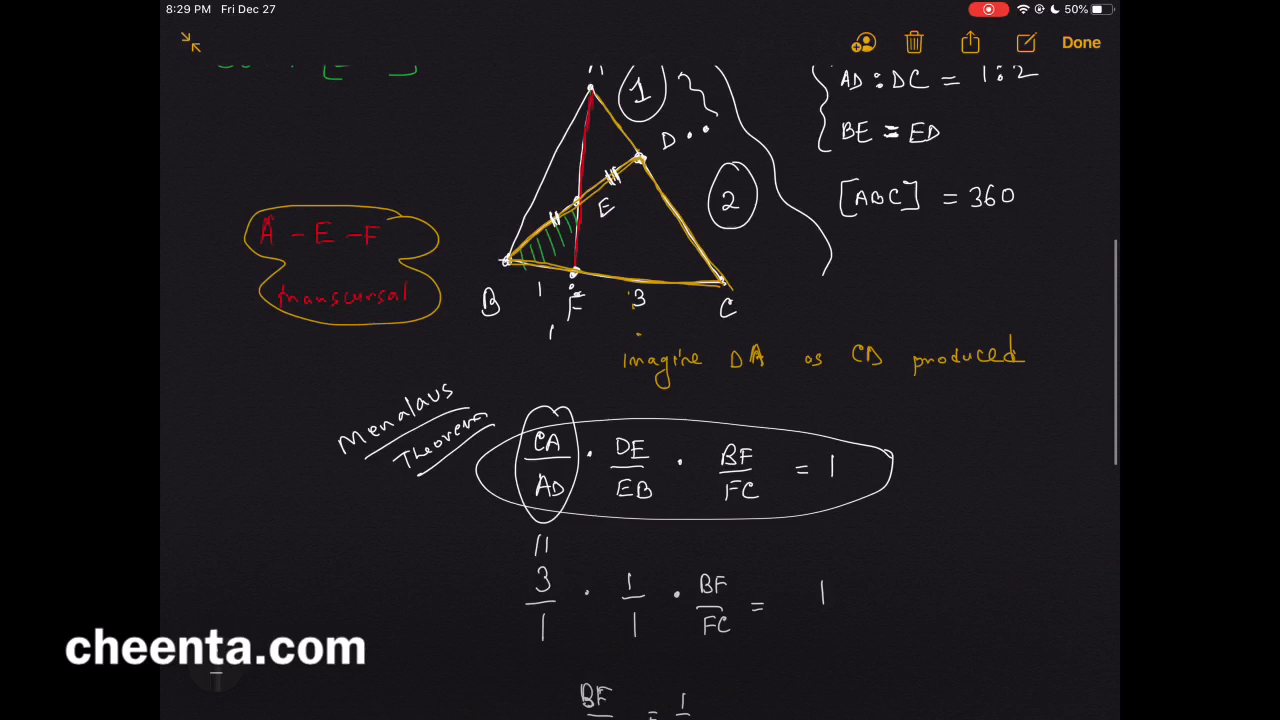 8:29 PM Fri Dec 27
50%
Done
A
1
D
AD : DC = 1 : 2
BE = ED
[ABC] = 360
2
E
A - E - F
transversal
B
1
F
3
C
imagine DA as CD produced
Menalaus
Theorem
CA/AD · DE/EB · BF/FC = 1
3/1 · 1/1 · BF/FC = 1
BF
= 1
cheenta.com